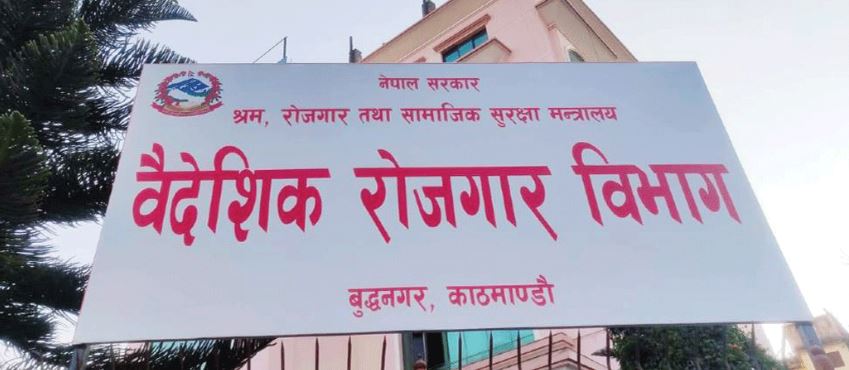 नेपाल सरकार
श्रम, रोजगार तथा सामाजिक सुरक्षा मन्त्रालय
वैदेशिक रोजगार विभाग
बुद्धनगर, काठमाण्डौ